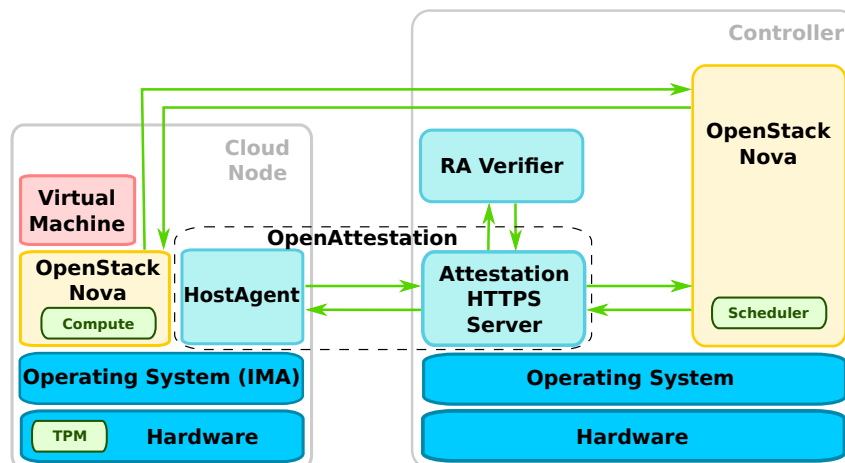 Controller
OpenStack
Nova
Cloud
Node
RA Verifier
Virtual
Machine
OpenAttestation
OpenStack
Nova
Compute
HostAgent
Attestation
HTTPS
Server
Scheduler
Operating System (IMA)
Operating System
TPM
Hardware
Hardware